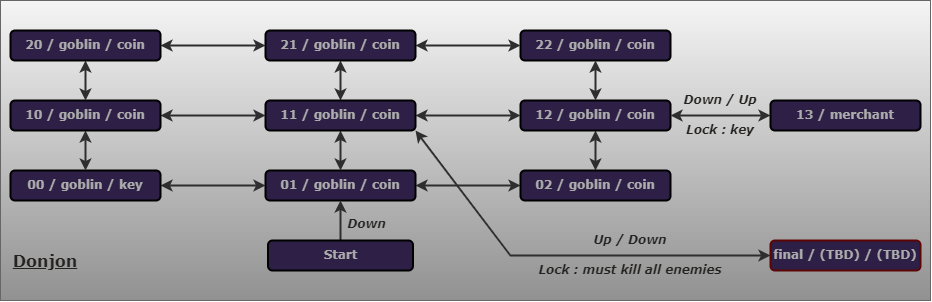 20 / goblin / coin
21 / goblin / coin
22 / goblin / coin
10 / goblin / coin
11 / goblin / coin
12 / goblin / coin
Down / Up
Lock : key
13 / merchant
00 / goblin / key
01 / goblin / coin
02 / goblin / coin
Down
Start
Up / Down
Lock : must kill all enemies
final / (TBD) / (TBD)
Donjon